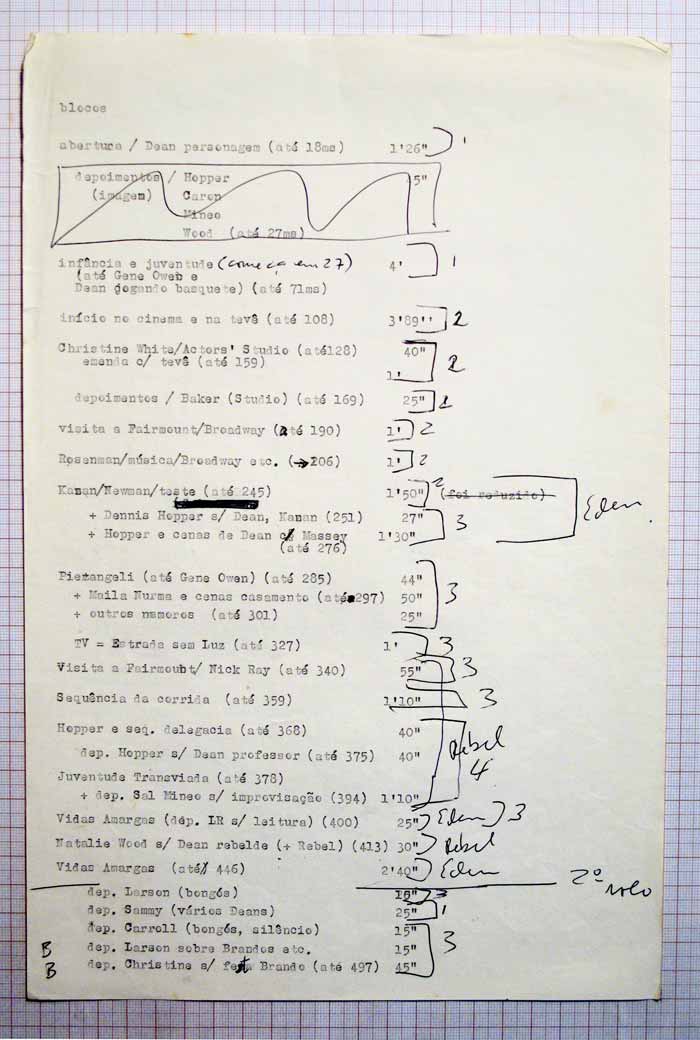 blocos
abertura / Dean personagem (até 18ms) 1'26" 1
depoimentos / Hopper 5"
(imagem) Caron
Mineo
Wood (até 27ms)
infância e juventude (começa em 27) 4' 1
(até Gene Owen e
Dean jogando basquete) (até 71ms)
início no cinema e na tevê (até 108) 3'89'' 2
Christine White/Actors' Studio (até128) 40"
emenda c/ tevê (até 159) 1' 2
depoimentos / Baker (Studio) (até 169) 25" 2
visita a Fairmount/Broadway (até 190) 1' 2
Rosenman/música/Broadway etc. (→206) 1' 2
Kazan/Newman/teste (até 245) 1'50" 2 (foi reduzido) Eden
+ Dennis Hopper s/ Dean, Kazan (251) 27" 3
+ Hopper e cenas de Dean c/ Massey 1'30"
(até 276)
Pierangeli (até Gene Owen) (até 285) 44"
+ Maila Nurma e cenas casamento (até 297) 50" 3
+ outros numeros (até 301) 25"
TV = Estrada sem Luz (até 327) 1' 3
Visita a Fairmount/ Nick Ray (até 340) 55" 3
Sequência da corrida (até 359) 1'10" 3
Hopper e seq. delegacia (até 368) 40"
Rebel
dep. Hopper s/ Dean professor (até 375) 40"
4
Juventude Transviada (até 378)
+ dep. Sal Mineo s/ improvisação (394) 1'10"
Vidas Amargas (dép. LR s/ leitura) (400) 25" Eden 3
Natalie Wood s/ Dean rebelde (+ Rebel) (413) 30" Rebel
Vidas Amargas (até 446) 2'40" Eden
2º rolo
dep. Larson (bongés) 15"
dep. Sammy (vários Deans) 25" 1
dep. Carroll (bongés, silêncio) 15"
B dep. Larson sobre Brandos etc. 15" 3
B dep. Christine s/ festa Brando (até 497) 45"